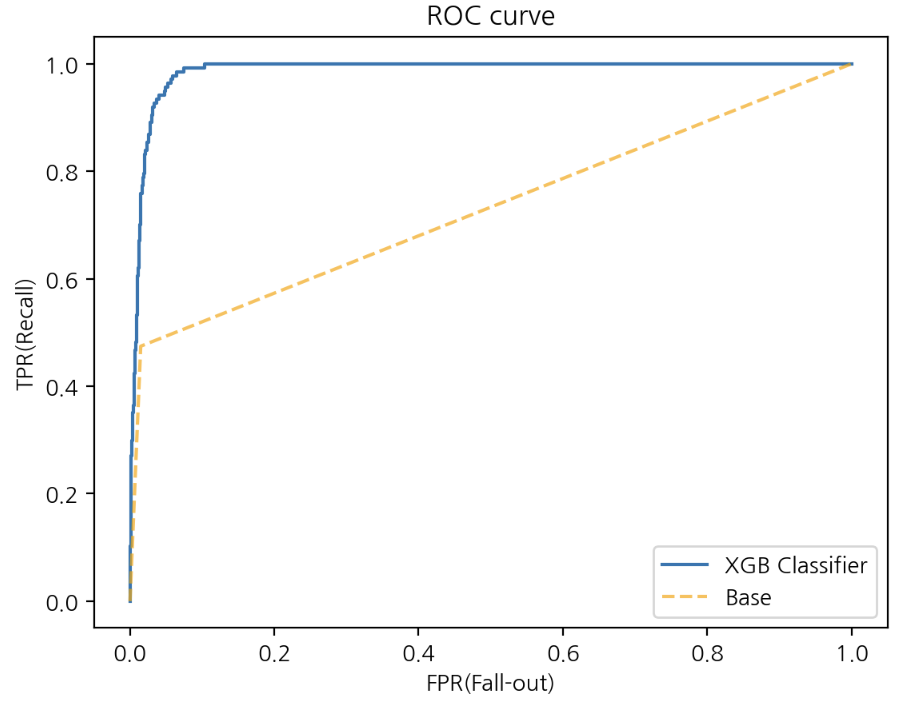 ROC curve
1.0
0.8
0.6
0.4
0.2
0.0
TPR(Recall)
XGB Classifier
Base
0.0 0.2 0.4 0.6 0.8 1.0
FPR(Fall-out)